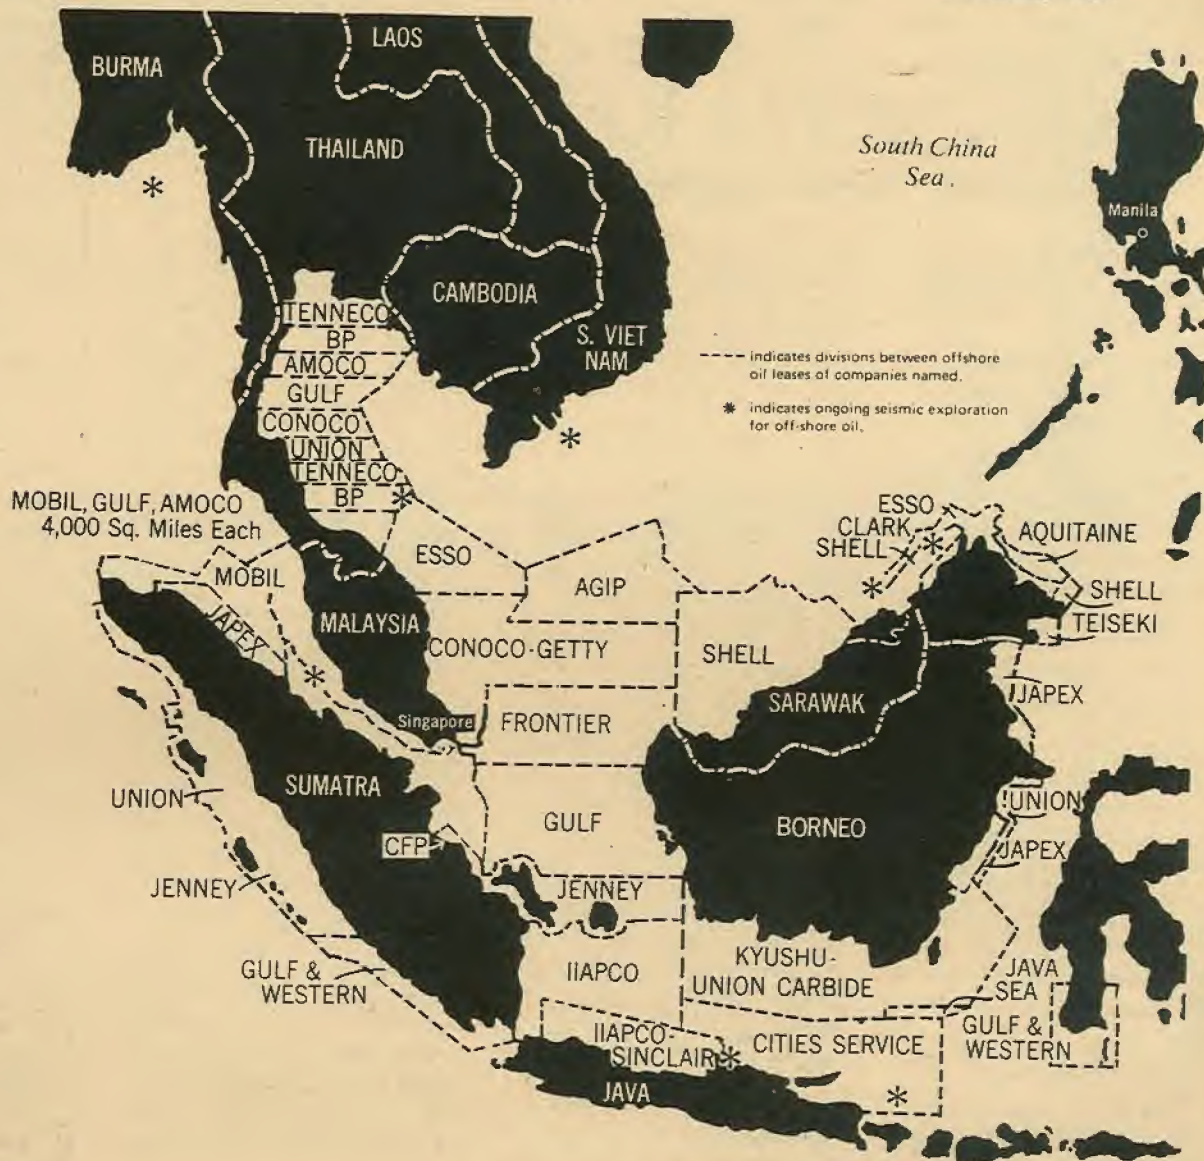 LAOS
BURMA
THAILAND
South China
Sea
Manila
CAMBODIA
TENNECO
BP
AMOCO
GULF
CONOCO
UNION
TENNECO
BP
S. VIET
NAM
---- indicates divisions between offshore
oil leases of companies named.
* indicates ongoing seismic exploration
for off-shore oil.
MOBIL, GULF, AMOCO
4,000 Sq. Miles Each
ESSO
CLARK
SHELL
AQUITAINE
ESSO
MOBIL
AGIP
SHELL
TEISEKI
JAPEX
MALAYSIA
CONOCO-GETTY
SHELL
JAPEX
SARAWAK
Singapore
FRONTIER
SUMATRA
UNION
GULF
BORNEO
UNION
CFP
JAPEX
JENNEY
JENNEY
GULF &
WESTERN
IIAPCO
KYUSHU-
UNION CARBIDE
JAVA
SEA
IIAPCO-
SINCLAIR
CITIES SERVICE
GULF &
WESTERN
JAVA